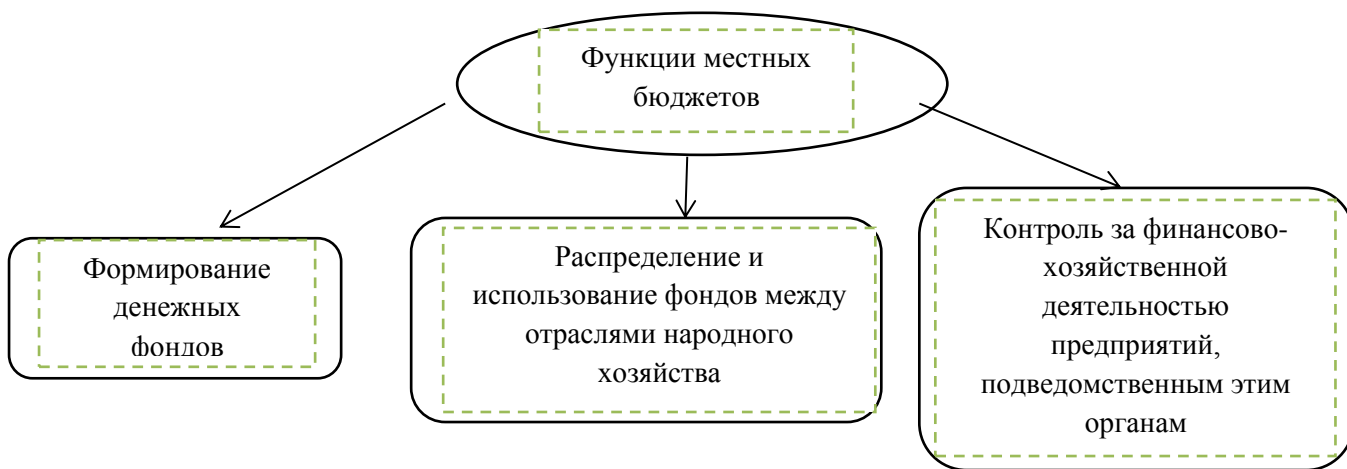 Функции местных
бюджетов
Формирование
денежных
фондов
Распределение и
использование фондов между
отраслями народного
хозяйства
Контроль за финансово-
хозяйственной
деятельностью
предприятий,
подведомственным этим
органам